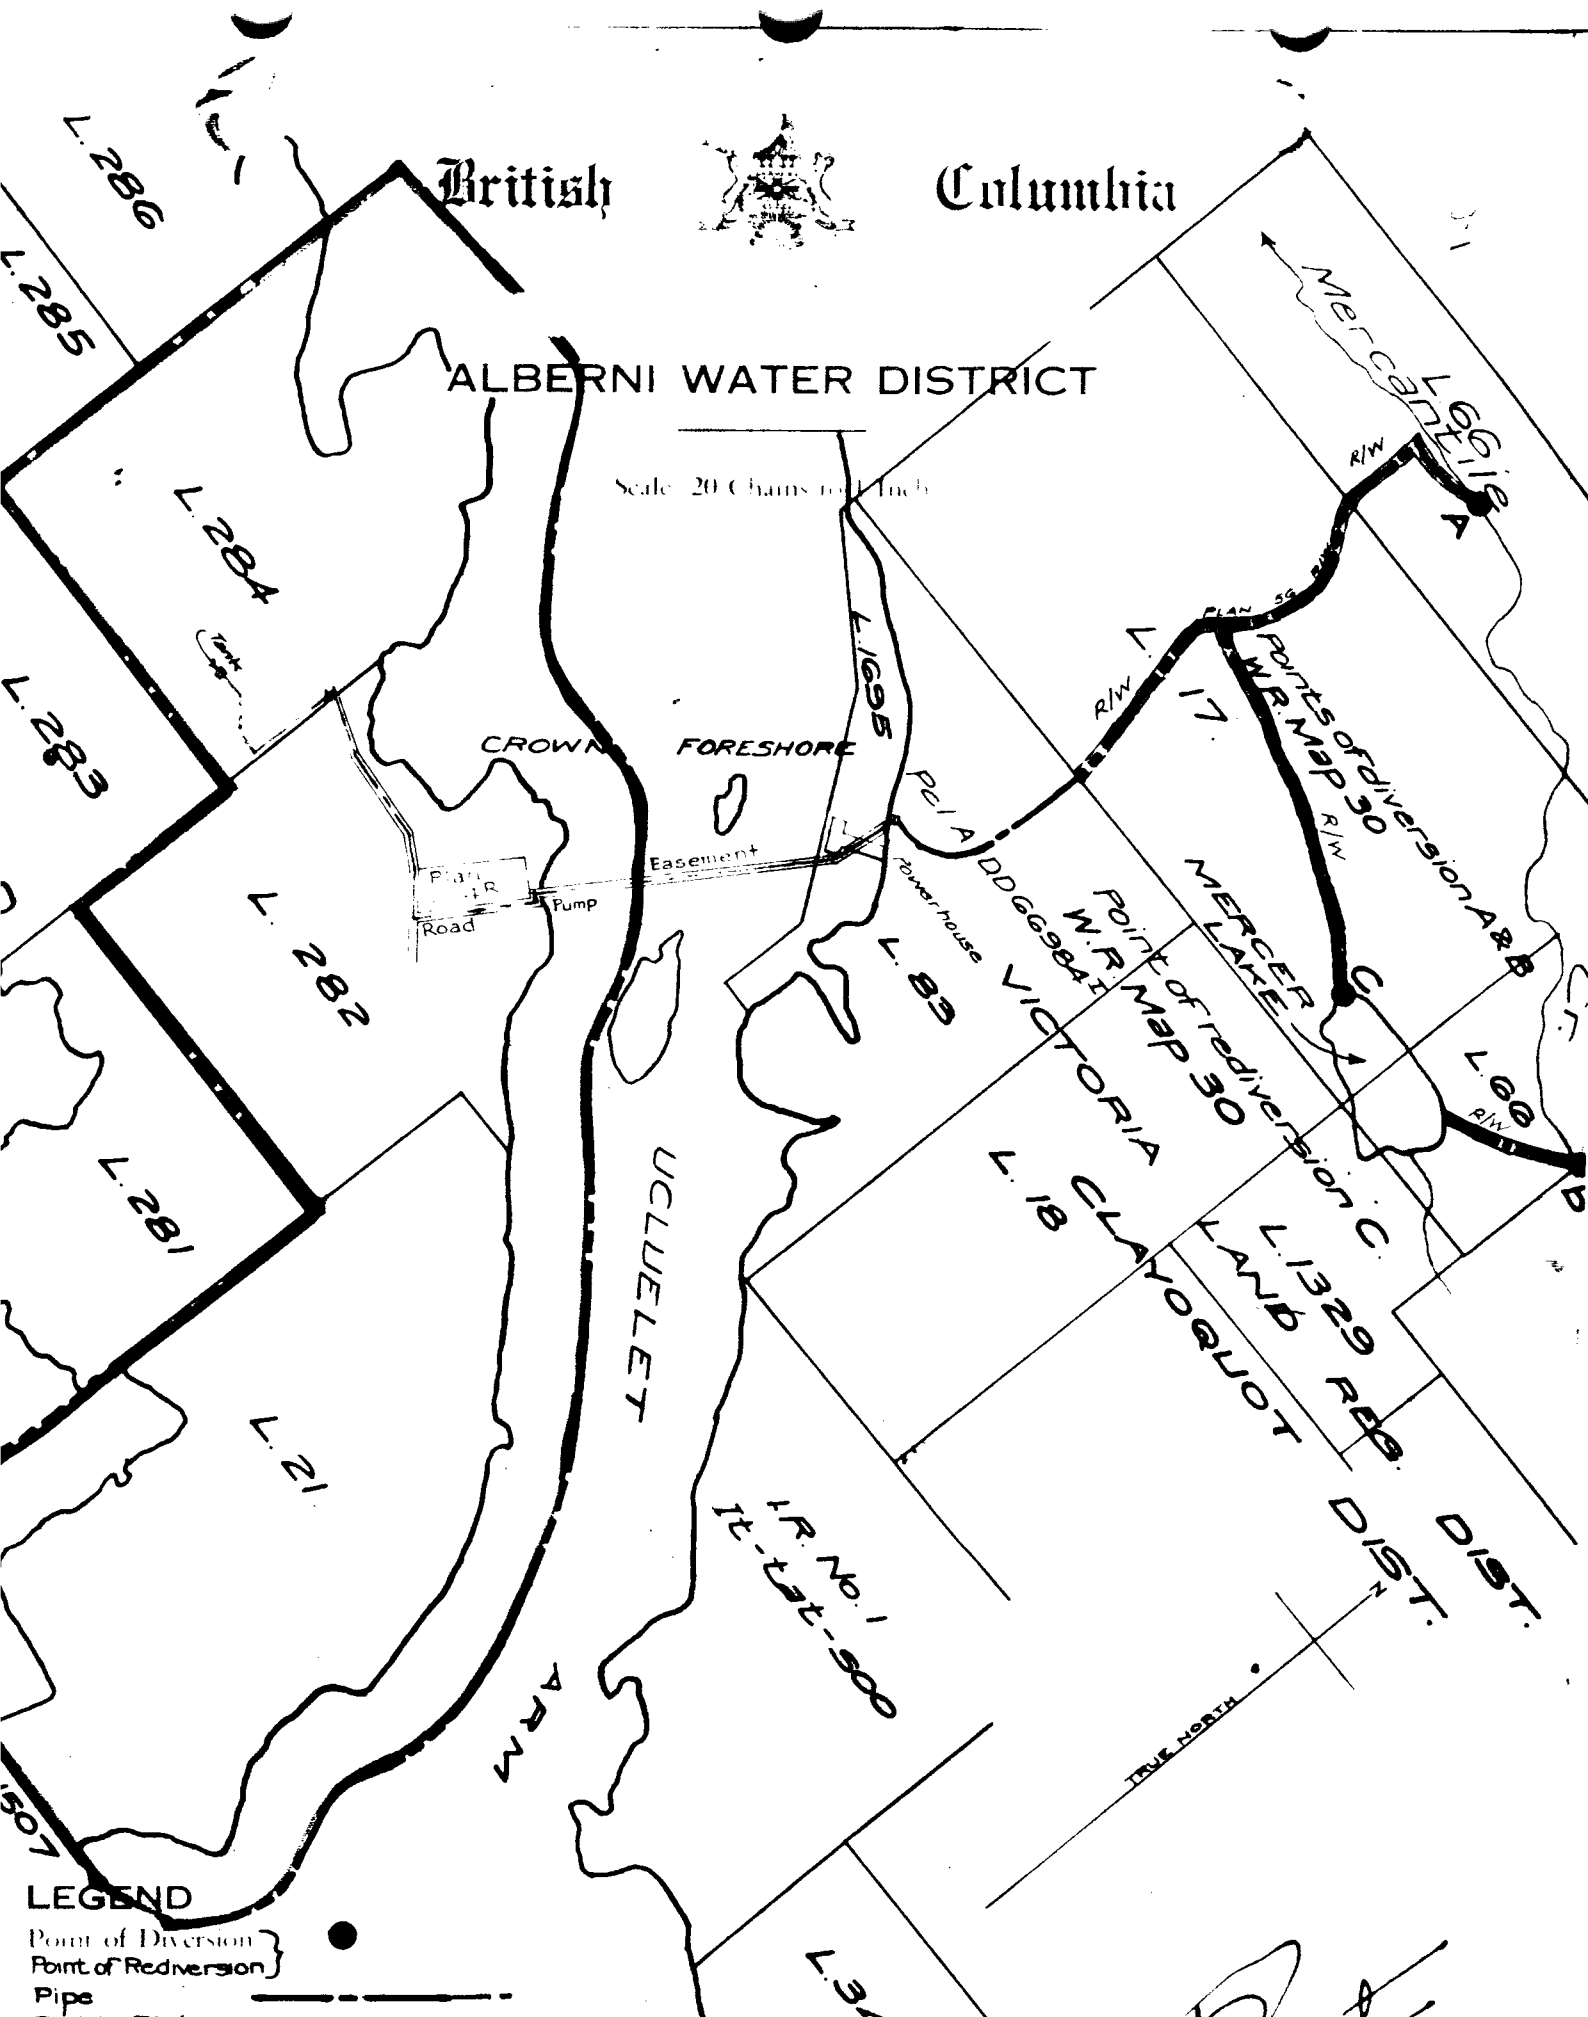 British Columbia
ALBERNI WATER DISTRICT
Scale 20 Chains to 1 Inch
L. 286
L. 285
L. 284
Tank
L. 283
L. 282
L. 281
L. 21
1507
CROWN FORESHORE
L. 1695
Easement
Plan
R
Pump
Road
Powerhouse
Pcl A DD66984I
L. 83
L. 17
R/W
PLAN 5G R/W
R/W
A
L 66
Mercantile
Cr.
Points of diversion A & B
W.R. Map 30
R/W
C
MERCER
LAKE
L. 66
R/W
B
Point of rediversion C.
W.R. Map 30
VICTORIA LAND REG. DIST.
CLAYOQUOT DIST.
L. 18
L. 1329
UCLUELET ARM
I.R. No. 1
It-tat-soo
TRUE NORTH
N
LEGEND
Point of Diversion
Point of Rediversion
Pipe